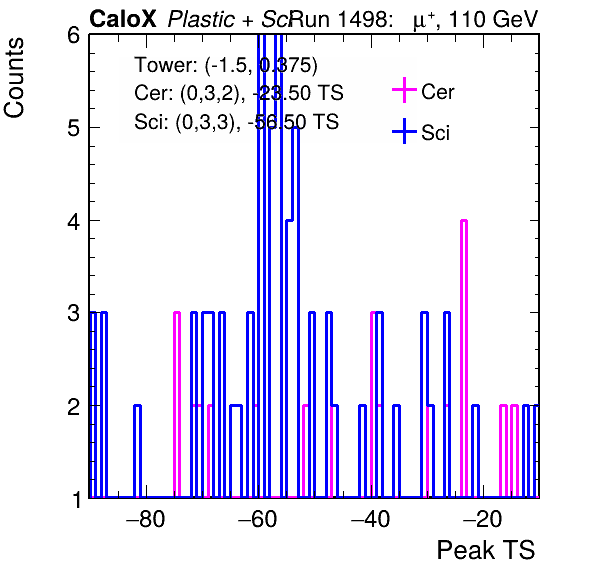 CaloX Plastic + Sci Run 1498: μ⁺, 110 GeV
Counts
6
Tower: (-1.5, 0.375)
Cer: (0,3,2), -23.50 TS
Sci: (0,3,3), -56.50 TS
Cer
Sci
5
4
3
2
1
−80 −60 −40 −20
Peak TS